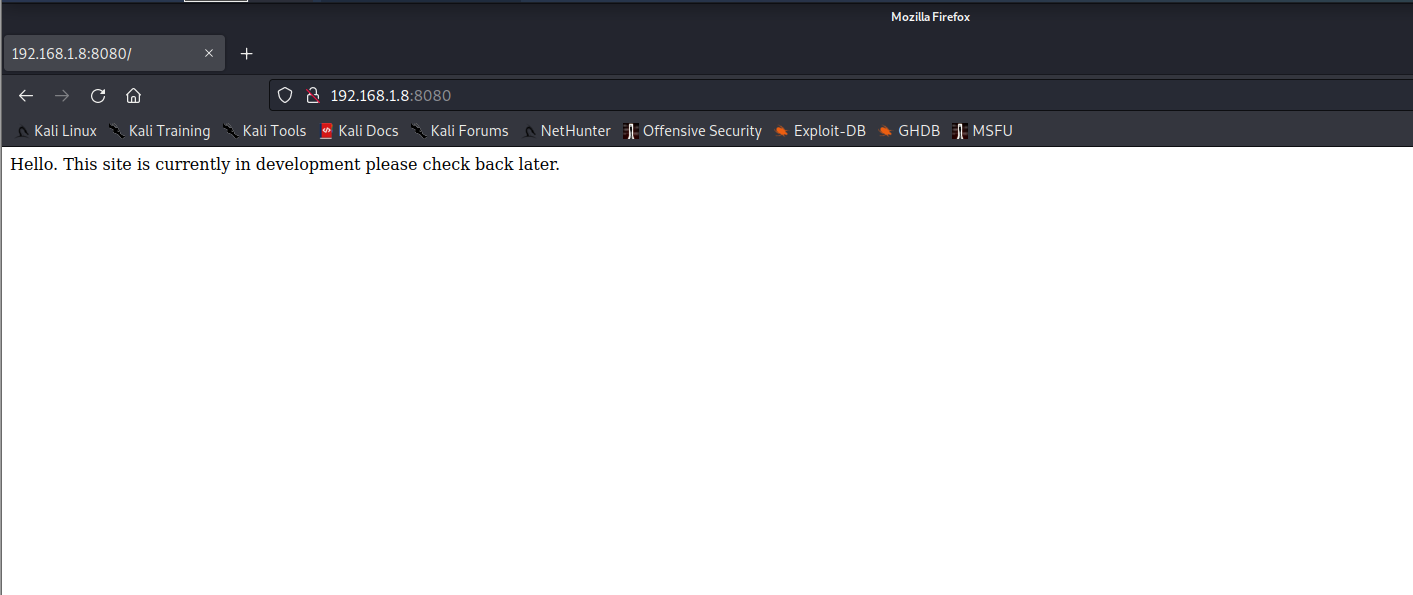 Mozilla Firefox
192.168.1.8:8080/
192.168.1.8:8080
Kali Linux Kali Training Kali Tools Kali Docs Kali Forums NetHunter Offensive Security Exploit-DB GHDB MSFU
Hello. This site is currently in development please check back later.